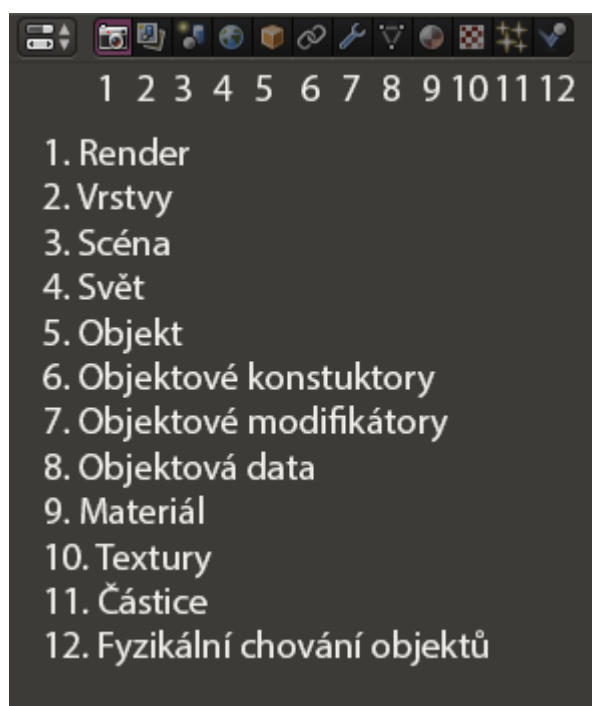 1 2 3 4 5 6 7 8 9 10 11 12
1. Render
2. Vrstvy
3. Scéna
4. Svět
5. Objekt
6. Objektové konstuktory
7. Objektové modifikátory
8. Objektová data
9. Materiál
10. Textury
11. Částice
12. Fyzikální chování objektů